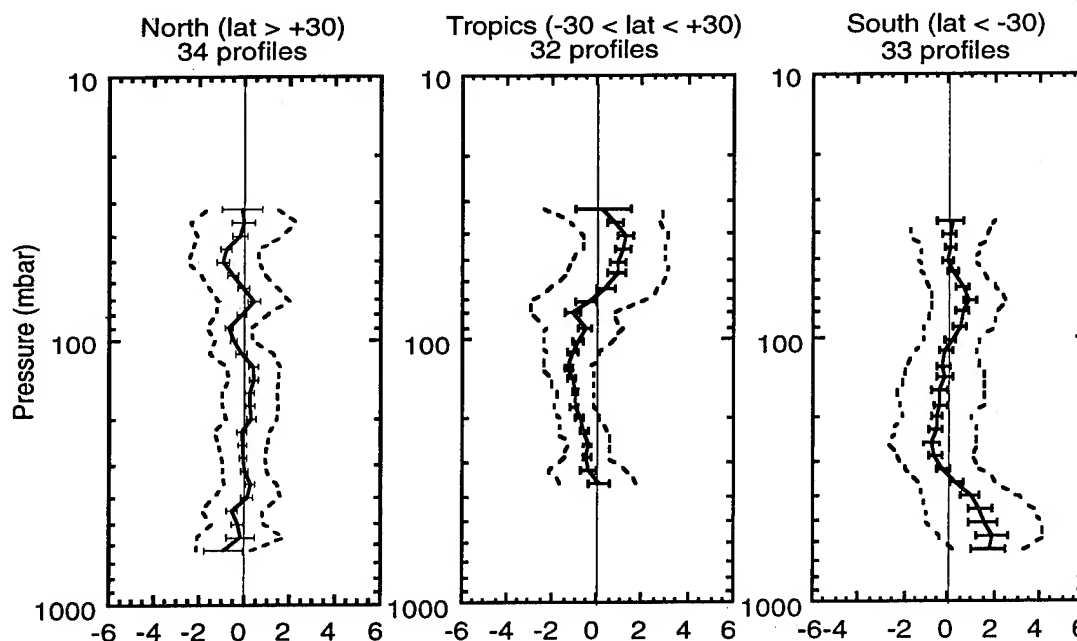 North (lat > +30)
34 profiles
Tropics (-30 < lat < +30)
32 profiles
South (lat < -30)
33 profiles
Pressure (mbar)
10
100
1000
10
100
1000
10
100
1000
-6 -4 -2 0 2 4 6
-6 -4 -2 0 2 4 6
-6 -4 -2 0 2 4 6